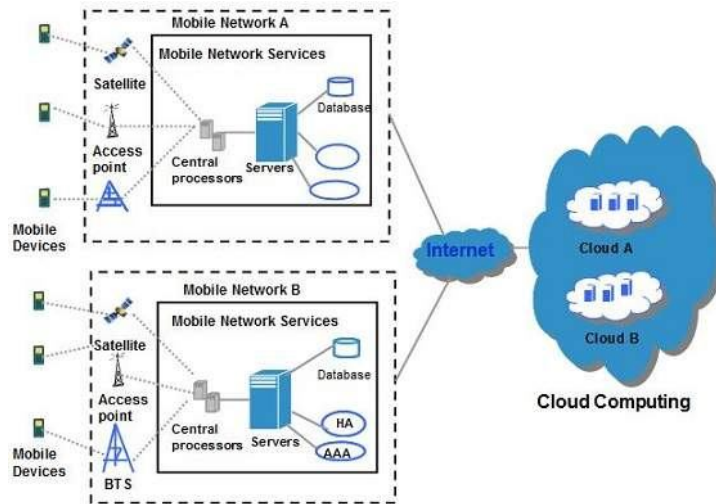 Mobile Network A
Mobile Network Services
Satellite
Database
Access
point
Central
processors
Servers
Mobile
Devices
Internet
Cloud A
Cloud B
Cloud Computing
Mobile Network B
Mobile Network Services
Satellite
Database
Access
point
Central
processors
Servers
HA
AAA
Mobile
Devices
BTS